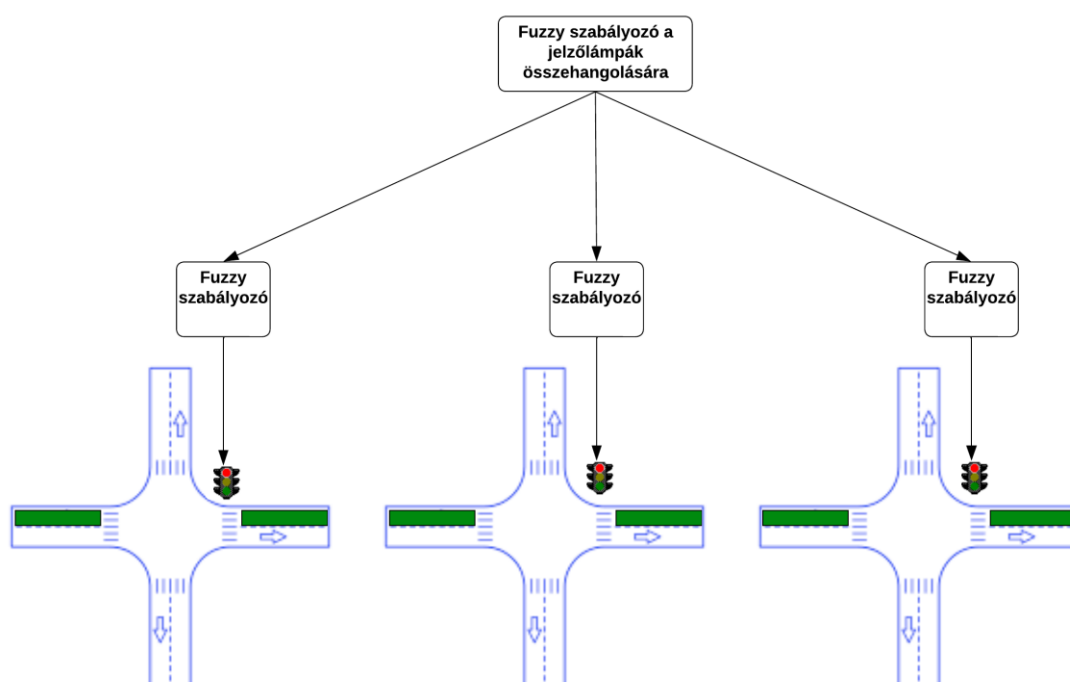 Fuzzy szabályozó a
jelzőlámpák
összehangolására
Fuzzy
szabályozó
Fuzzy
szabályozó
Fuzzy
szabályozó